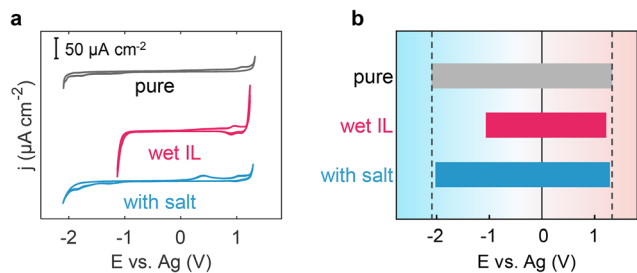 a
50 μA cm-2
j (μA cm-2)
pure
wet IL
with salt
-2
-1
0
1
E vs. Ag (V)
b
pure
wet IL
with salt
-2
-1
0
1
E vs. Ag (V)